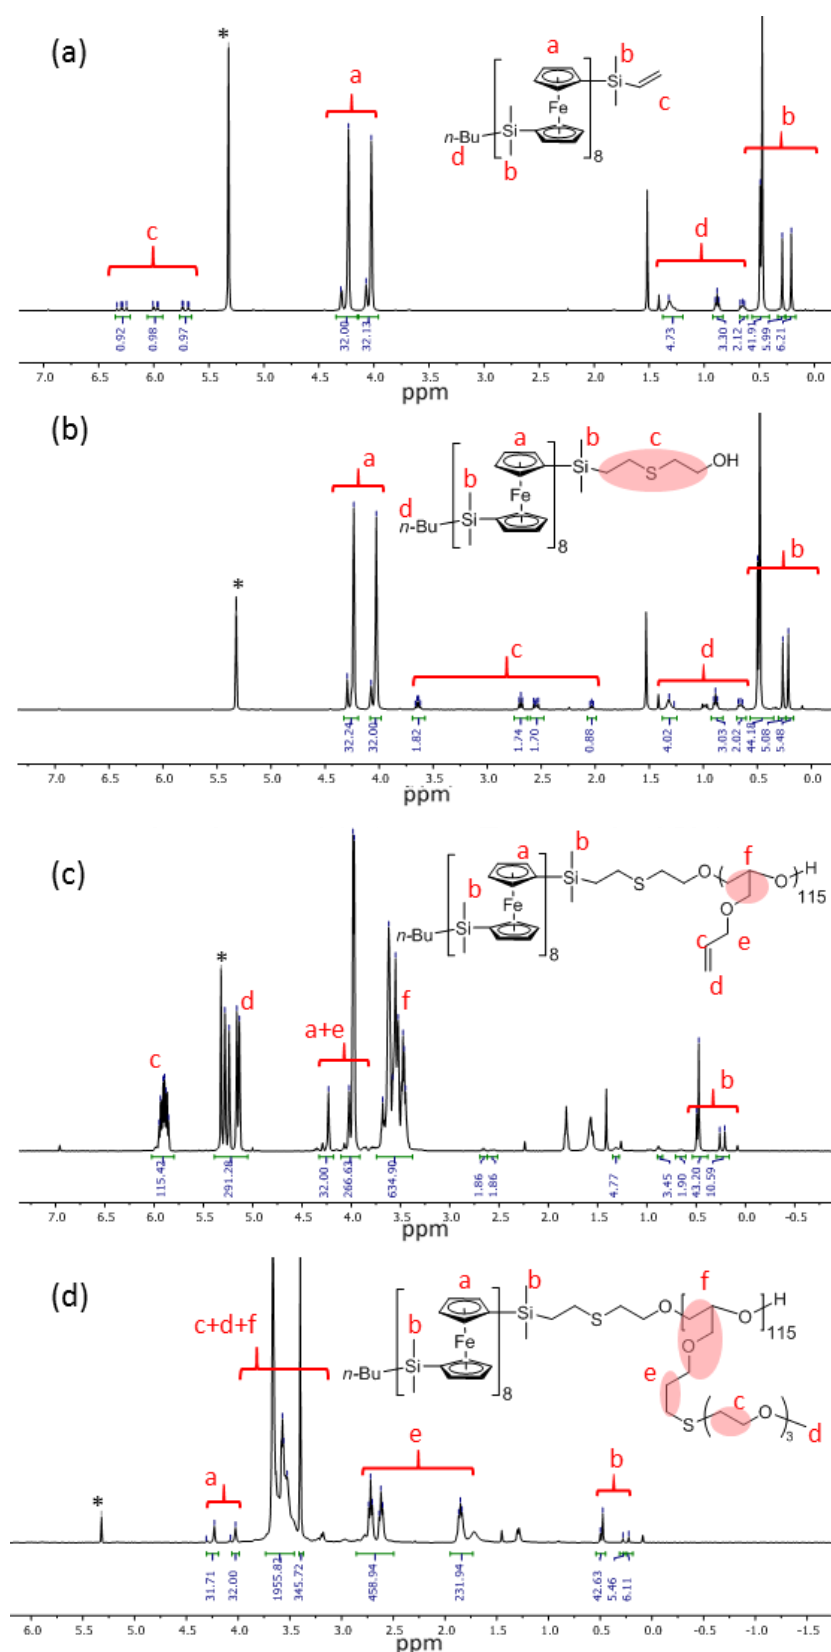 (a)
*
a
a
b
Si
c
Fe
n-Bu
Si
8
d
b
b
c
d
0.92
0.98
0.97
32.00
32.13
4.73
3.30
2.12
41.91
5.99
6.21
7.0 6.5 6.0 5.5 5.0 4.5 4.0 3.5 3.0 2.5 2.0 1.5 1.0 0.5 0.0
ppm
(b)
a
a
b
c
Si
S
OH
b
Fe
d
n-Bu
Si
8
*
b
c
d
32.24
32.00
1.82
1.74
1.70
0.88
4.02
3.03
2.02
44.18
5.08
5.48
7.0 6.5 6.0 5.5 5.0 4.5 4.0 3.5 3.0 2.5 2.0 1.5 1.0 0.5 0.0
ppm
(c)
b
f
a
Si
S
O
O
H
115
b
Fe
O
n-Bu
Si
8
c
e
d
*
d
f
a+e
c
b
115.42
291.28
32.00
266.63
634.90
1.86
1.86
4.77
3.45
1.90
43.20
10.59
7.0 6.5 6.0 5.5 5.0 4.5 4.0 3.5 3.0 2.5 2.0 1.5 1.0 0.5 0.0 -0.5
ppm
(d)
a
b
f
Si
S
O
O
H
115
c+d+f
b
Fe
O
n-Bu
Si
8
e
c
S
O
3
d
e
b
a
*
31.71
32.00
1955.82
345.72
458.94
231.94
42.63
5.46
6.11
6.0 5.5 5.0 4.5 4.0 3.5 3.0 2.5 2.0 1.5 1.0 0.5 0.0 -0.5 -1.0 -1.5
ppm